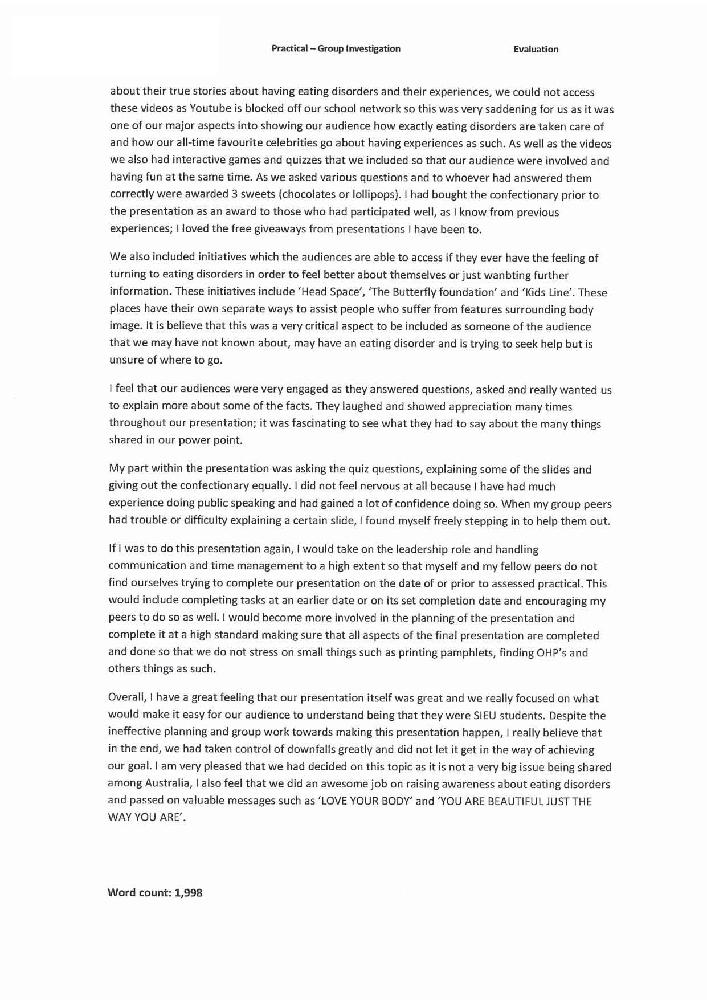 Practical – Group Investigation Evaluation
about their true stories about having eating disorders and their experiences, we could not access
these videos as Youtube is blocked off our school network so this was very saddening for us as it was
one of our major aspects into showing our audience how exactly eating disorders are taken care of
and how our all-time favourite celebrities go about having experiences as such. As well as the videos
we also had interactive games and quizzes that we included so that our audience were involved and
having fun at the same time. As we asked various questions and to whoever had answered them
correctly were awarded 3 sweets (chocolates or lollipops). I had bought the confectionary prior to
the presentation as an award to those who had participated well, as I know from previous
experiences; I loved the free giveaways from presentations I have been to.
We also included initiatives which the audiences are able to access if they ever have the feeling of
turning to eating disorders in order to feel better about themselves or just wanbting further
information. These initiatives include ‘Head Space’, ‘The Butterfly foundation’ and ‘Kids Line’. These
places have their own separate ways to assist people who suffer from features surrounding body
image. It is believe that this was a very critical aspect to be included as someone of the audience
that we may have not known about, may have an eating disorder and is trying to seek help but is
unsure of where to go.
I feel that our audiences were very engaged as they answered questions, asked and really wanted us
to explain more about some of the facts. They laughed and showed appreciation many times
throughout our presentation; it was fascinating to see what they had to say about the many things
shared in our power point.
My part within the presentation was asking the quiz questions, explaining some of the slides and
giving out the confectionary equally. I did not feel nervous at all because I have had much
experience doing public speaking and had gained a lot of confidence doing so. When my group peers
had trouble or difficulty explaining a certain slide, I found myself freely stepping in to help them out.
If I was to do this presentation again, I would take on the leadership role and handling
communication and time management to a high extent so that myself and my fellow peers do not
find ourselves trying to complete our presentation on the date of or prior to assessed practical. This
would include completing tasks at an earlier date or on its set completion date and encouraging my
peers to do so as well. I would become more involved in the planning of the presentation and
complete it at a high standard making sure that all aspects of the final presentation are completed
and done so that we do not stress on small things such as printing pamphlets, finding OHP’s and
others things as such.
Overall, I have a great feeling that our presentation itself was great and we really focused on what
would make it easy for our audience to understand being that they were SIEU students. Despite the
ineffective planning and group work towards making this presentation happen, I really believe that
in the end, we had taken control of downfalls greatly and did not let it get in the way of achieving
our goal. I am very pleased that we had decided on this topic as it is not a very big issue being shared
among Australia, I also feel that we did an awesome job on raising awareness about eating disorders
and passed on valuable messages such as ‘LOVE YOUR BODY’ and ‘YOU ARE BEAUTIFUL JUST THE
WAY YOU ARE’.
Word count: 1,998